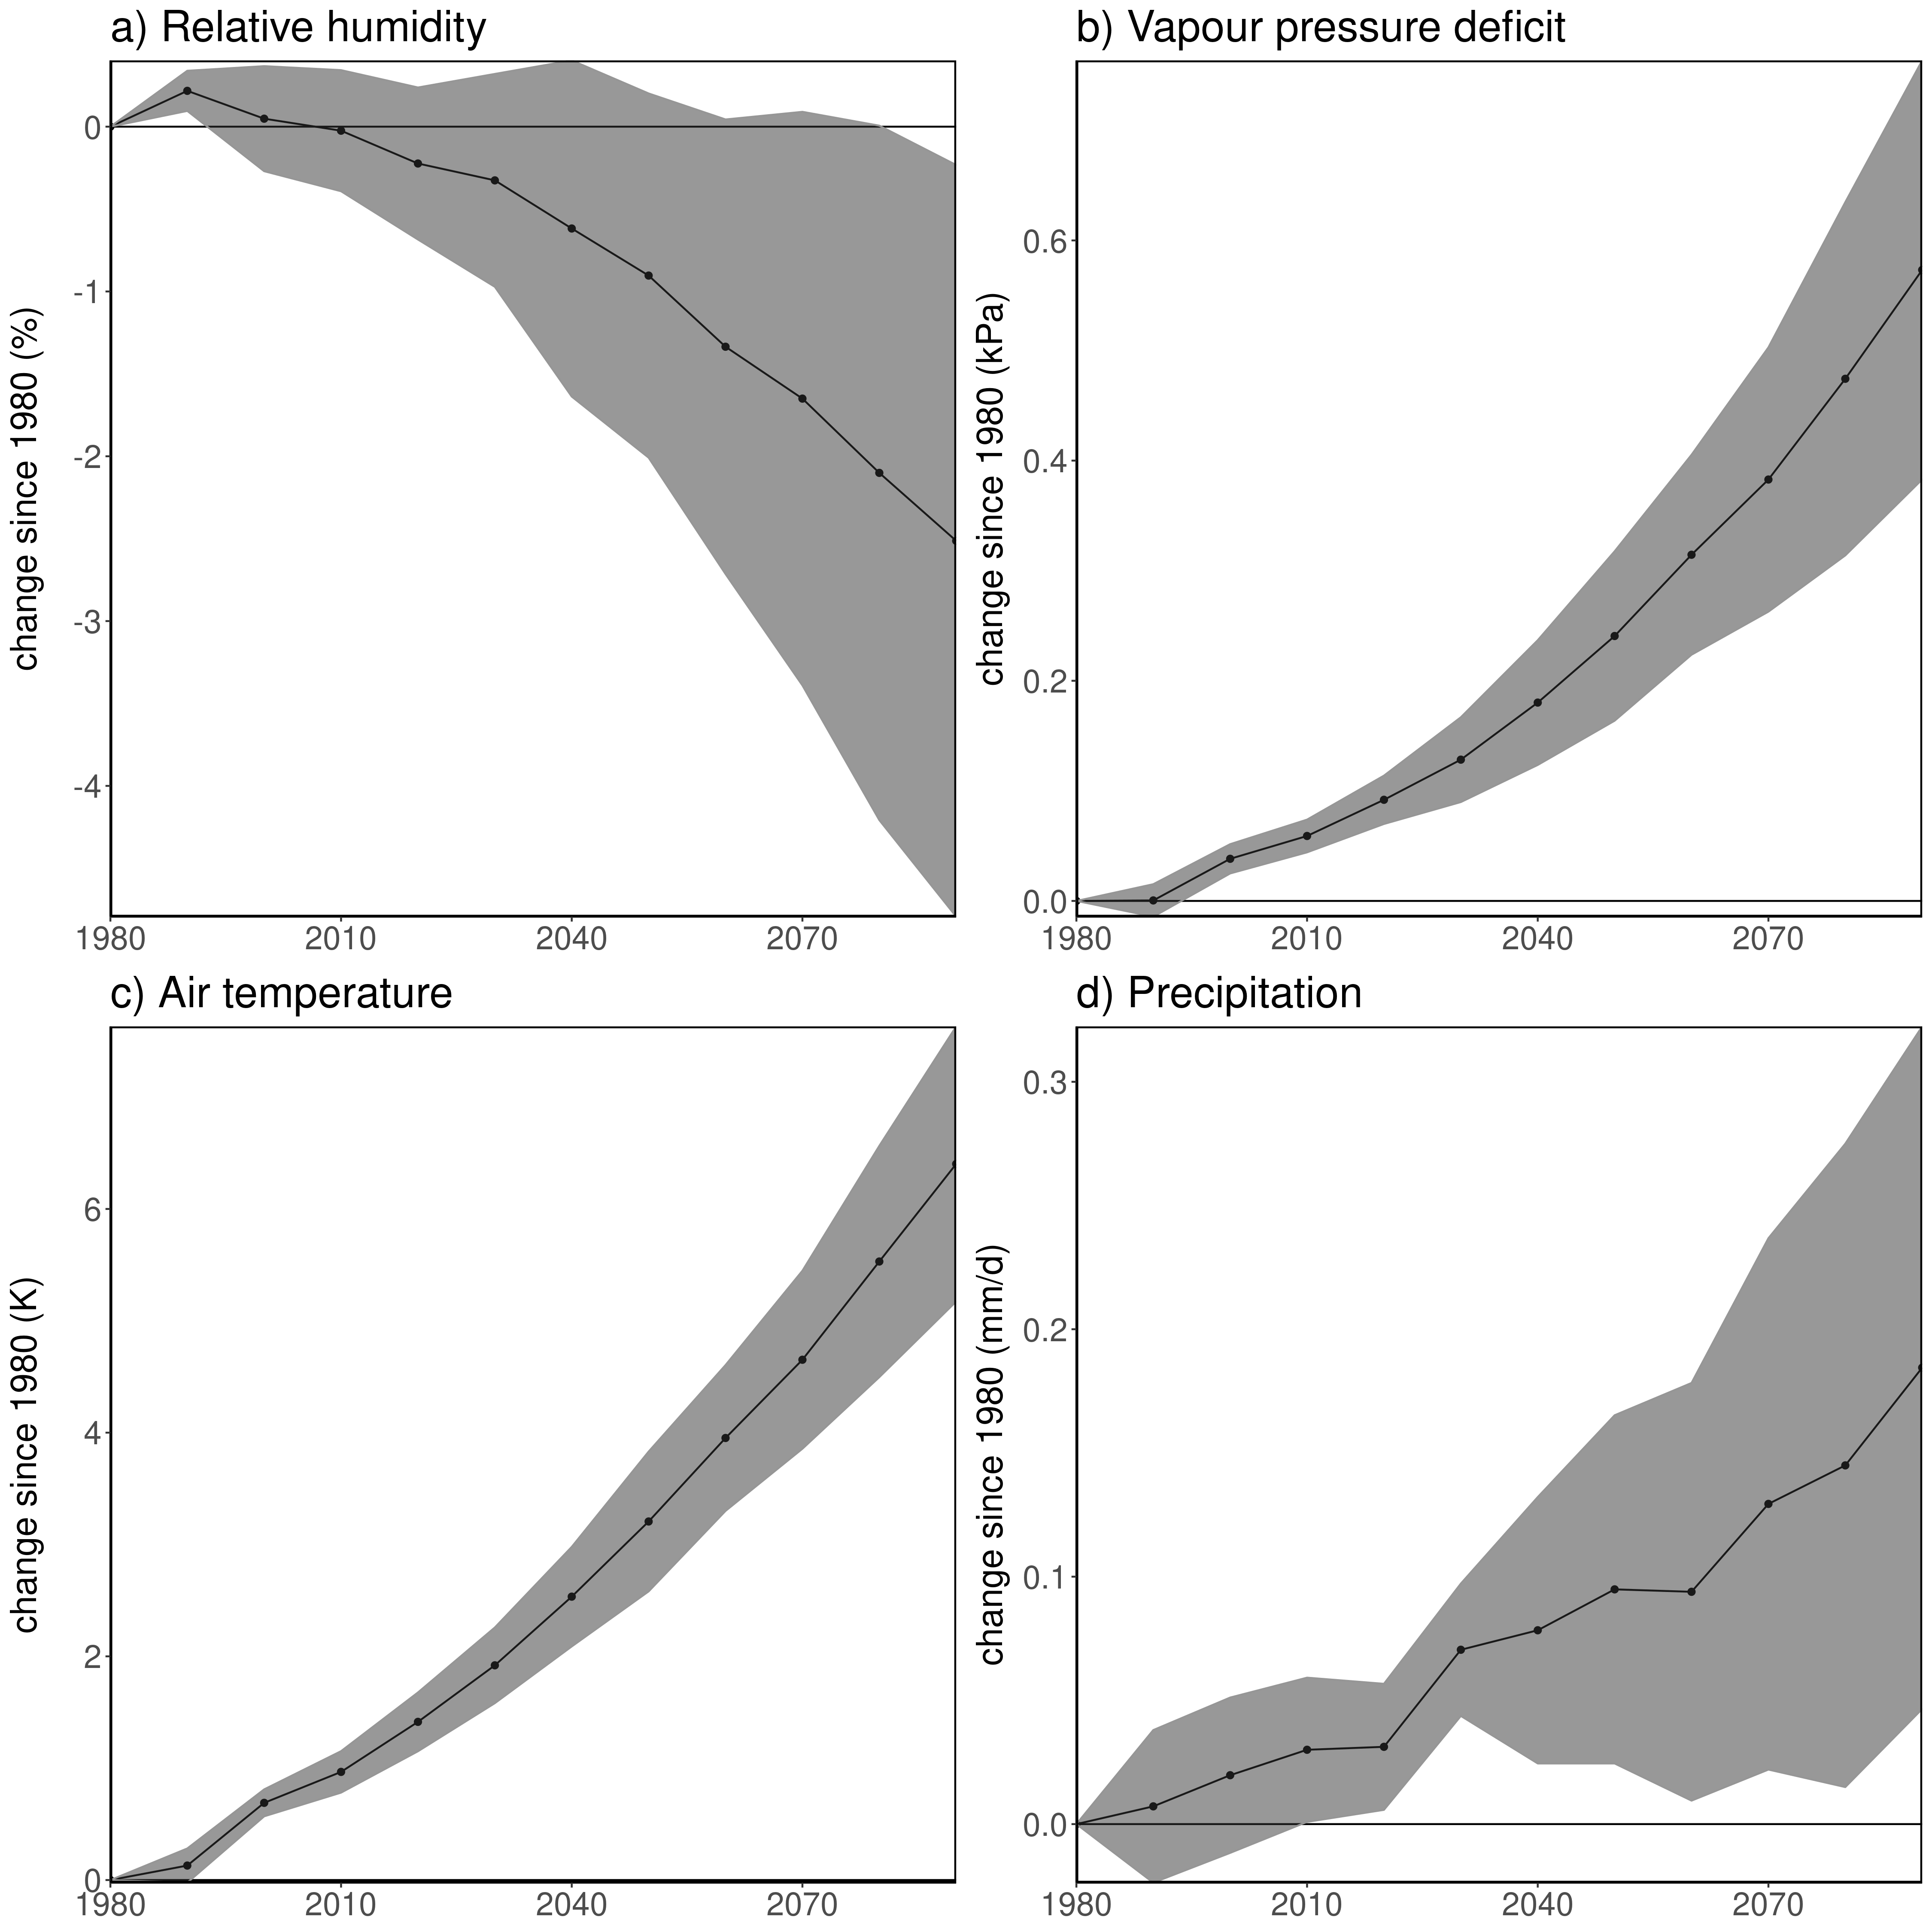 a) Relative humidity
change since 1980 (%)
0
-1
-2
-3
-4
1980 2010 2040 2070
b) Vapour pressure deficit
change since 1980 (kPa)
0.6
0.4
0.2
0.0
1980 2010 2040 2070
c) Air temperature
change since 1980 (K)
6
4
2
0
1980 2010 2040 2070
d) Precipitation
change since 1980 (mm/d)
0.3
0.2
0.1
0.0
1980 2010 2040 2070